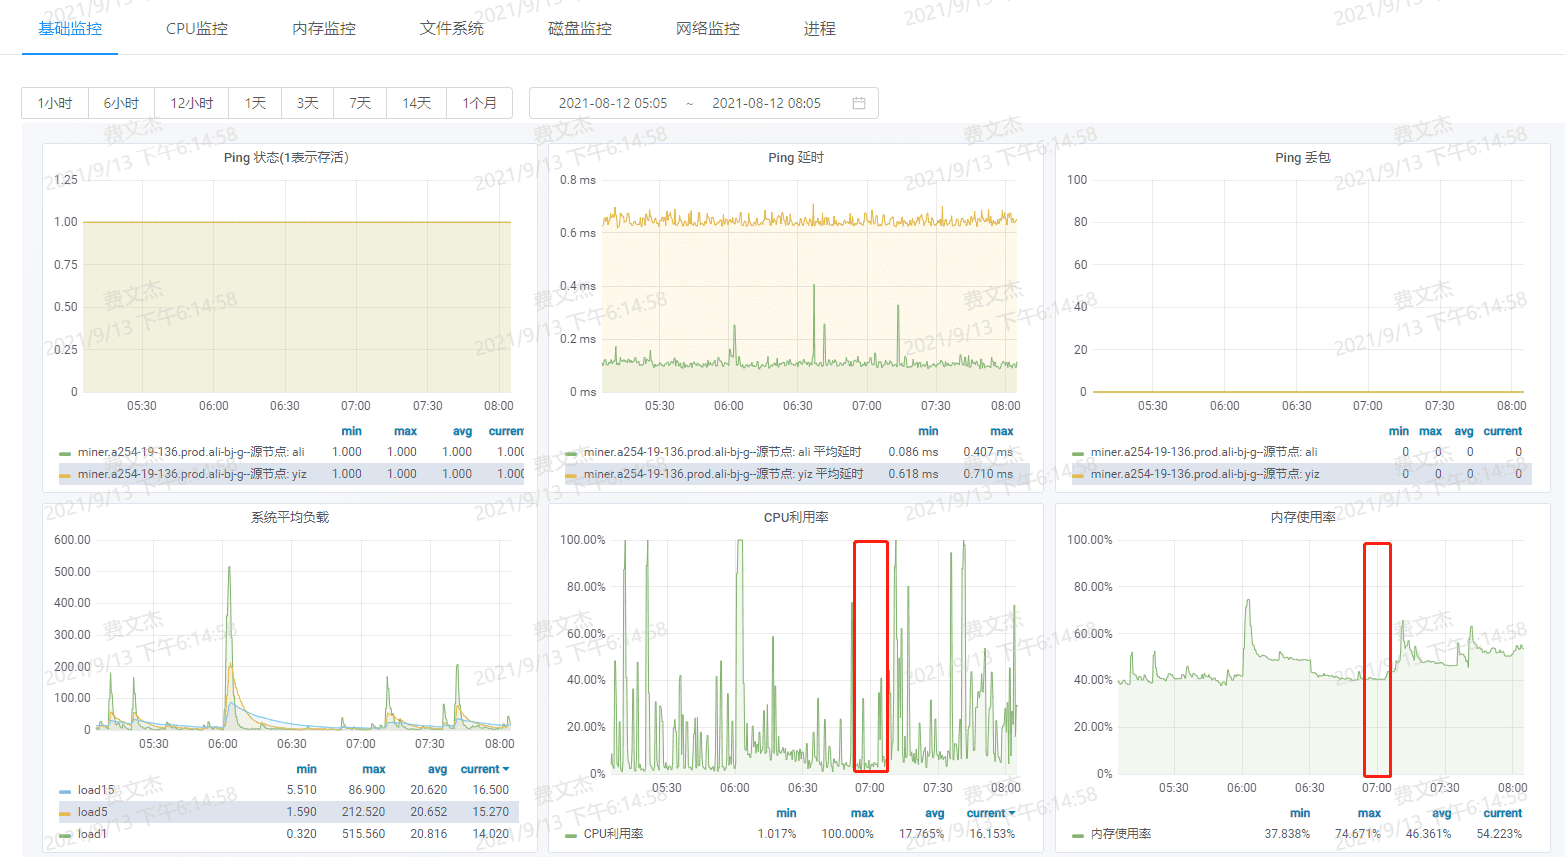 基础监控 CPU监控 内存监控 文件系统 磁盘监控 网络监控 进程
1小时 6小时 12小时 1天 3天 7天 14天 1个月 2021-08-12 05:05 ~ 2021-08-12 08:05
Ping 状态(1表示存活)
1.25
1.00
0.75
0.50
0.25
0
05:30 06:00 06:30 07:00 07:30 08:00
min max avg current
miner.a254-19-136.prod.ali-bj-g--源节点: ali 1.000 1.000 1.000 1.000
miner.a254-19-136.prod.ali-bj-g--源节点: yiz 1.000 1.000 1.000 1.000
Ping 延时
0.8 ms
0.6 ms
0.4 ms
0.2 ms
0 ms
05:30 06:00 06:30 07:00 07:30 08:00
min max
miner.a254-19-136.prod.ali-bj-g--源节点: ali 平均延时 0.086 ms 0.407 ms
miner.a254-19-136.prod.ali-bj-g--源节点: yiz 平均延时 0.618 ms 0.710 ms
Ping 丢包
100
80
60
40
20
0
05:30 06:00 06:30 07:00 07:30 08:00
min max avg current
miner.a254-19-136.prod.ali-bj-g--源节点: ali 0 0 0 0
miner.a254-19-136.prod.ali-bj-g--源节点: yiz 0 0 0 0
系统平均负载
600.00
500.00
400.00
300.00
200.00
100.00
0
05:30 06:00 06:30 07:00 07:30 08:00
min max avg current
load15 5.510 86.900 20.620 16.500
load5 1.590 212.520 20.652 15.270
load1 0.320 515.560 20.816 14.020
CPU利用率
100.00%
80.00%
60.00%
40.00%
20.00%
0%
05:30 06:00 06:30 07:00 07:30 08:00
min max avg current
CPU利用率 1.017% 100.000% 17.765% 16.153%
内存使用率
100.00%
80.00%
60.00%
40.00%
20.00%
0%
05:30 06:00 06:30 07:00 07:30 08:00
min max avg current
内存使用率 37.838% 74.671% 46.361% 54.223%
费文杰
2021/9/13 下午6:14:58